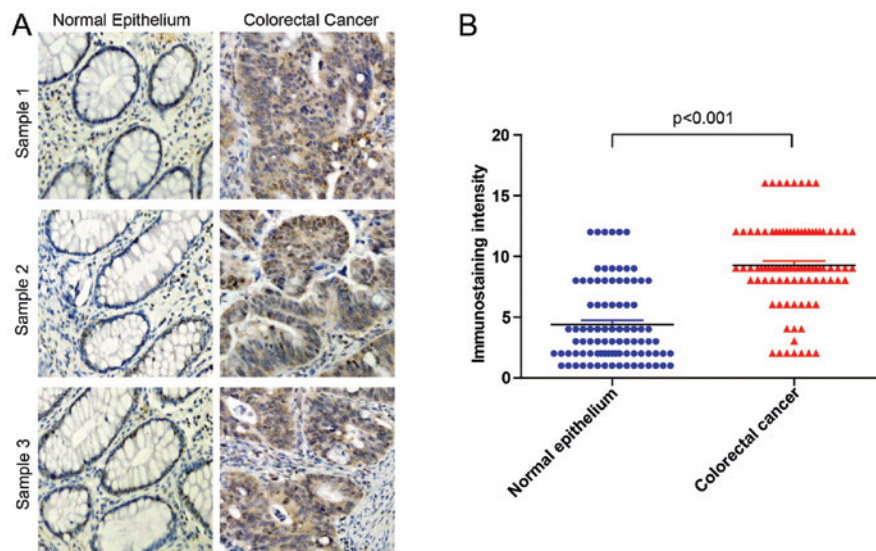 A
Normal Epithelium
Colorectal Cancer
Sample 1
Sample 2
Sample 3
B
p<0.001
Immunostaining intensity
20
15
10
5
0
Normal epithelium
Colorectal cancer